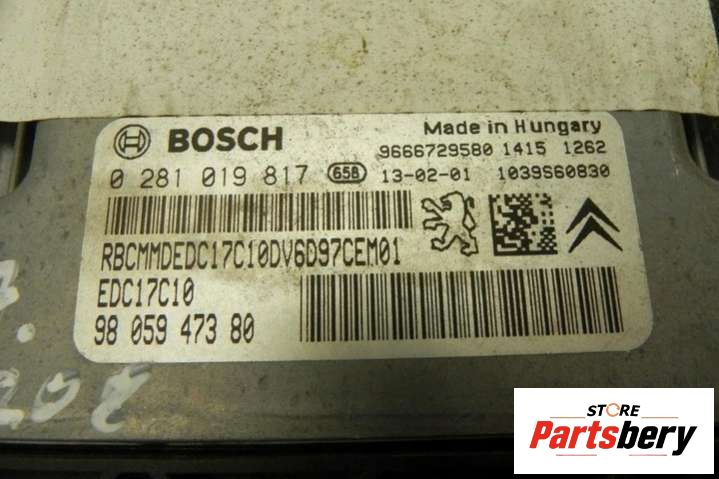 BOSCH
Made in Hungary
9666729580 1415 1262
0 281 019 817 658 13-02-01 1039S60830
RBCMMDEDC17C10DV6D97CEM01
EDC17C10
98 059 473 80
208
STORE
Partsbery